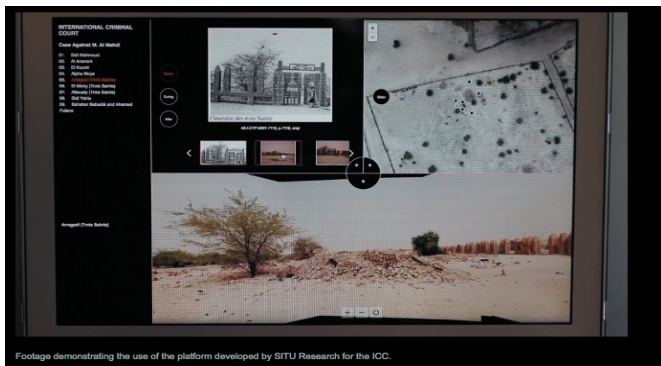 INTERNATIONAL CRIMINAL
COURT
Case Against M. Al Mahdi
01. Sidi Mahmoud
02. Al Arawani
03. El Kounti
04. Alpha Moya
05. Arragadi (Trois Saints)
06. El Micky (Trois Saints)
07. (Trois Saints)
08. Sidi Yahia
09. Bahaber Babadié and Ahamed
Fulane
Before
During
After
Cimetière des trois Saints
Arragadi (Trois Saints)
Footage demonstrating the use of the platform developed by SITU Research for the ICC.